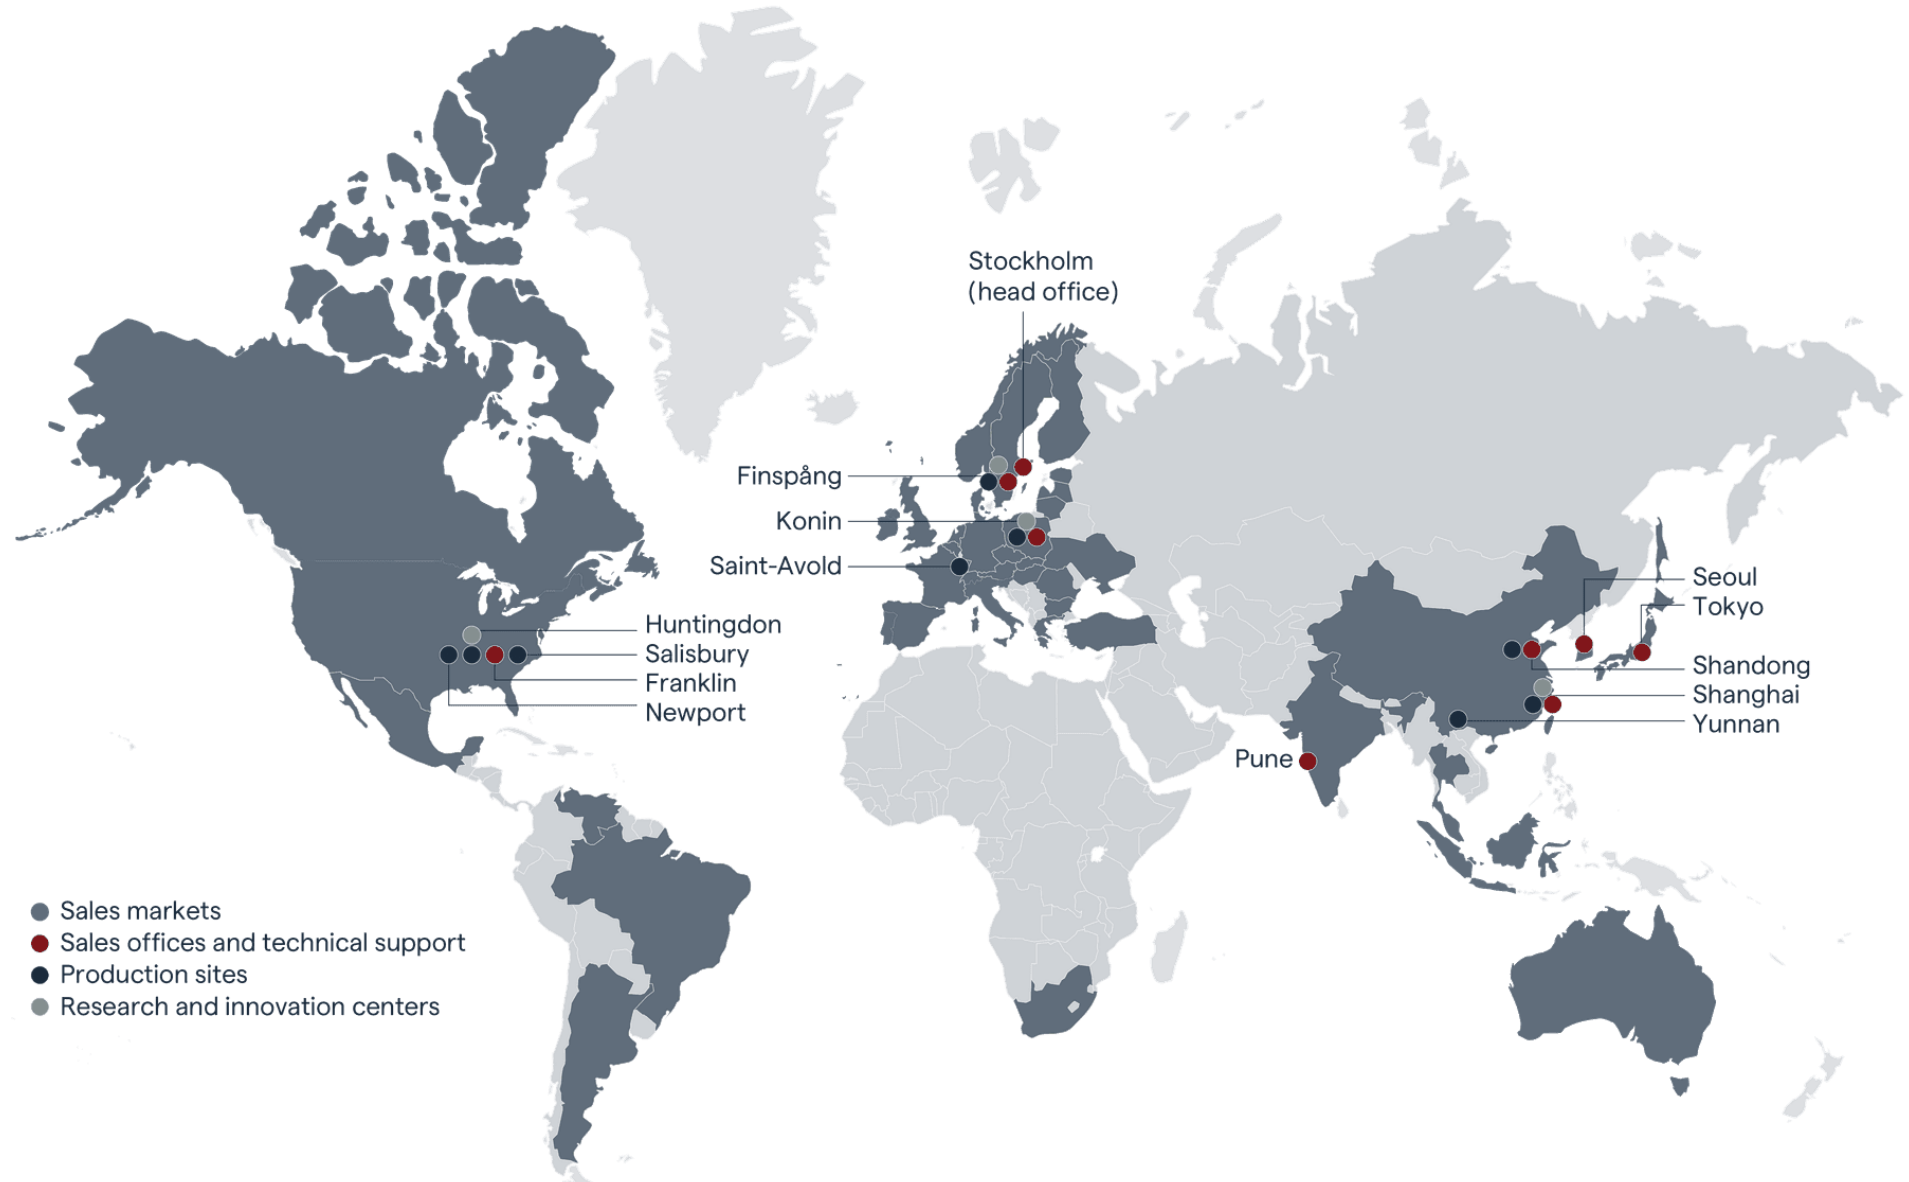 Stockholm
(head office)
Finspång
Konin
Saint-Avold
Huntingdon
Salisbury
Franklin
Newport
Seoul
Tokyo
Shandong
Shanghai
Yunnan
Pune
Sales markets
Sales offices and technical support
Production sites
Research and innovation centers